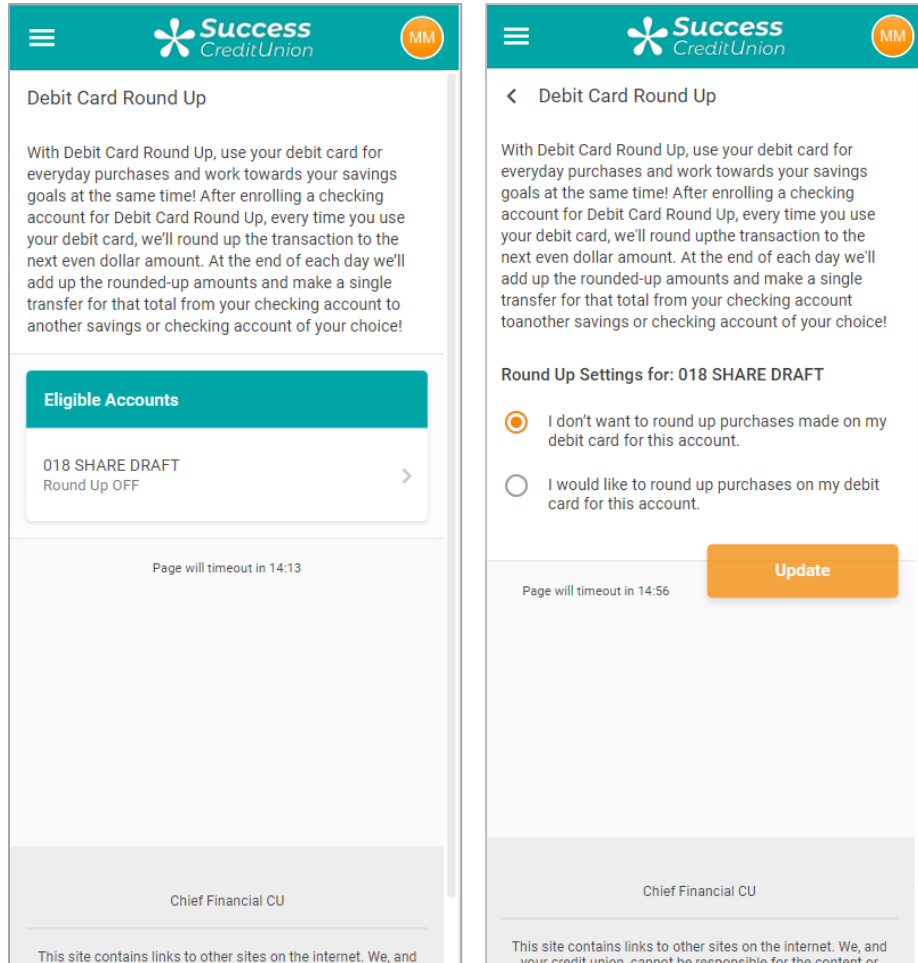 Success
CreditUnion
MM
Debit Card Round Up
With Debit Card Round Up, use your debit card for
everyday purchases and work towards your savings
goals at the same time! After enrolling a checking
account for Debit Card Round Up, every time you use
your debit card, we’ll round up the transaction to the
next even dollar amount. At the end of each day we’ll
add up the rounded-up amounts and make a single
transfer for that total from your checking account to
another savings or checking account of your choice!
Eligible Accounts
018 SHARE DRAFT
Round Up OFF
Page will timeout in 14:13
Chief Financial CU
This site contains links to other sites on the internet. We, and
Success
CreditUnion
MM
Debit Card Round Up
With Debit Card Round Up, use your debit card for
everyday purchases and work towards your savings
goals at the same time! After enrolling a checking
account for Debit Card Round Up, every time you use
your debit card, we'll round upthe transaction to the
next even dollar amount. At the end of each day we'll
add up the rounded-up amounts and make a single
transfer for that total from your checking account
toanother savings or checking account of your choice!
Round Up Settings for: 018 SHARE DRAFT
I don’t want to round up purchases made on my
debit card for this account.
I would like to round up purchases on my debit
card for this account.
Update
Page will timeout in 14:56
Chief Financial CU
This site contains links to other sites on the internet. We, and
your credit union, cannot be responsible for the content or